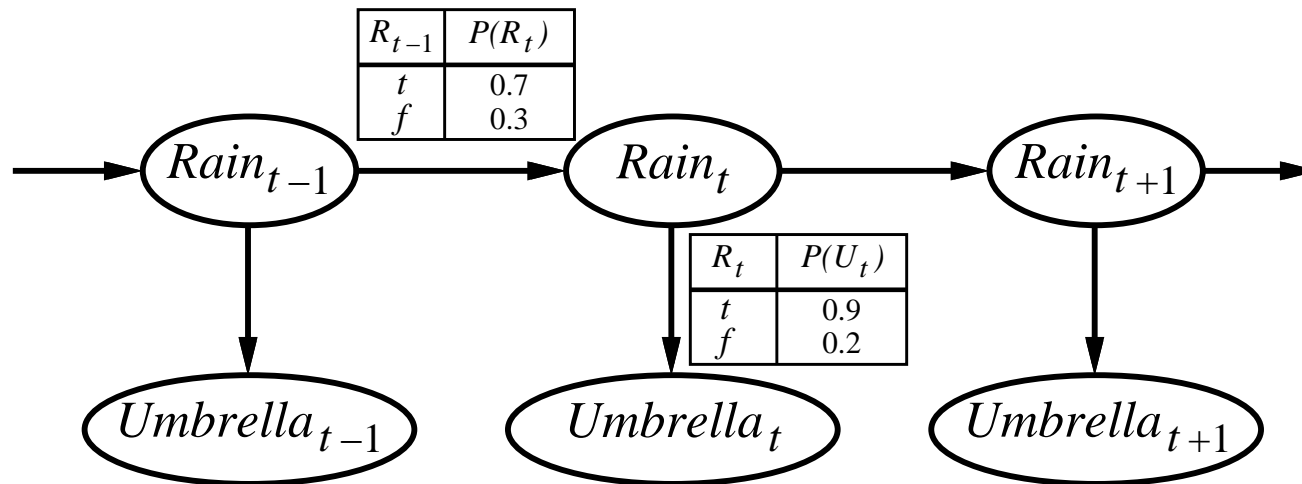 R_{t-1} P(R_t)
t 0.7
f 0.3
Rain_{t-1} Rain_t Rain_{t+1}
R_t P(U_t)
t 0.9
f 0.2
Umbrella_{t-1} Umbrella_t Umbrella_{t+1}